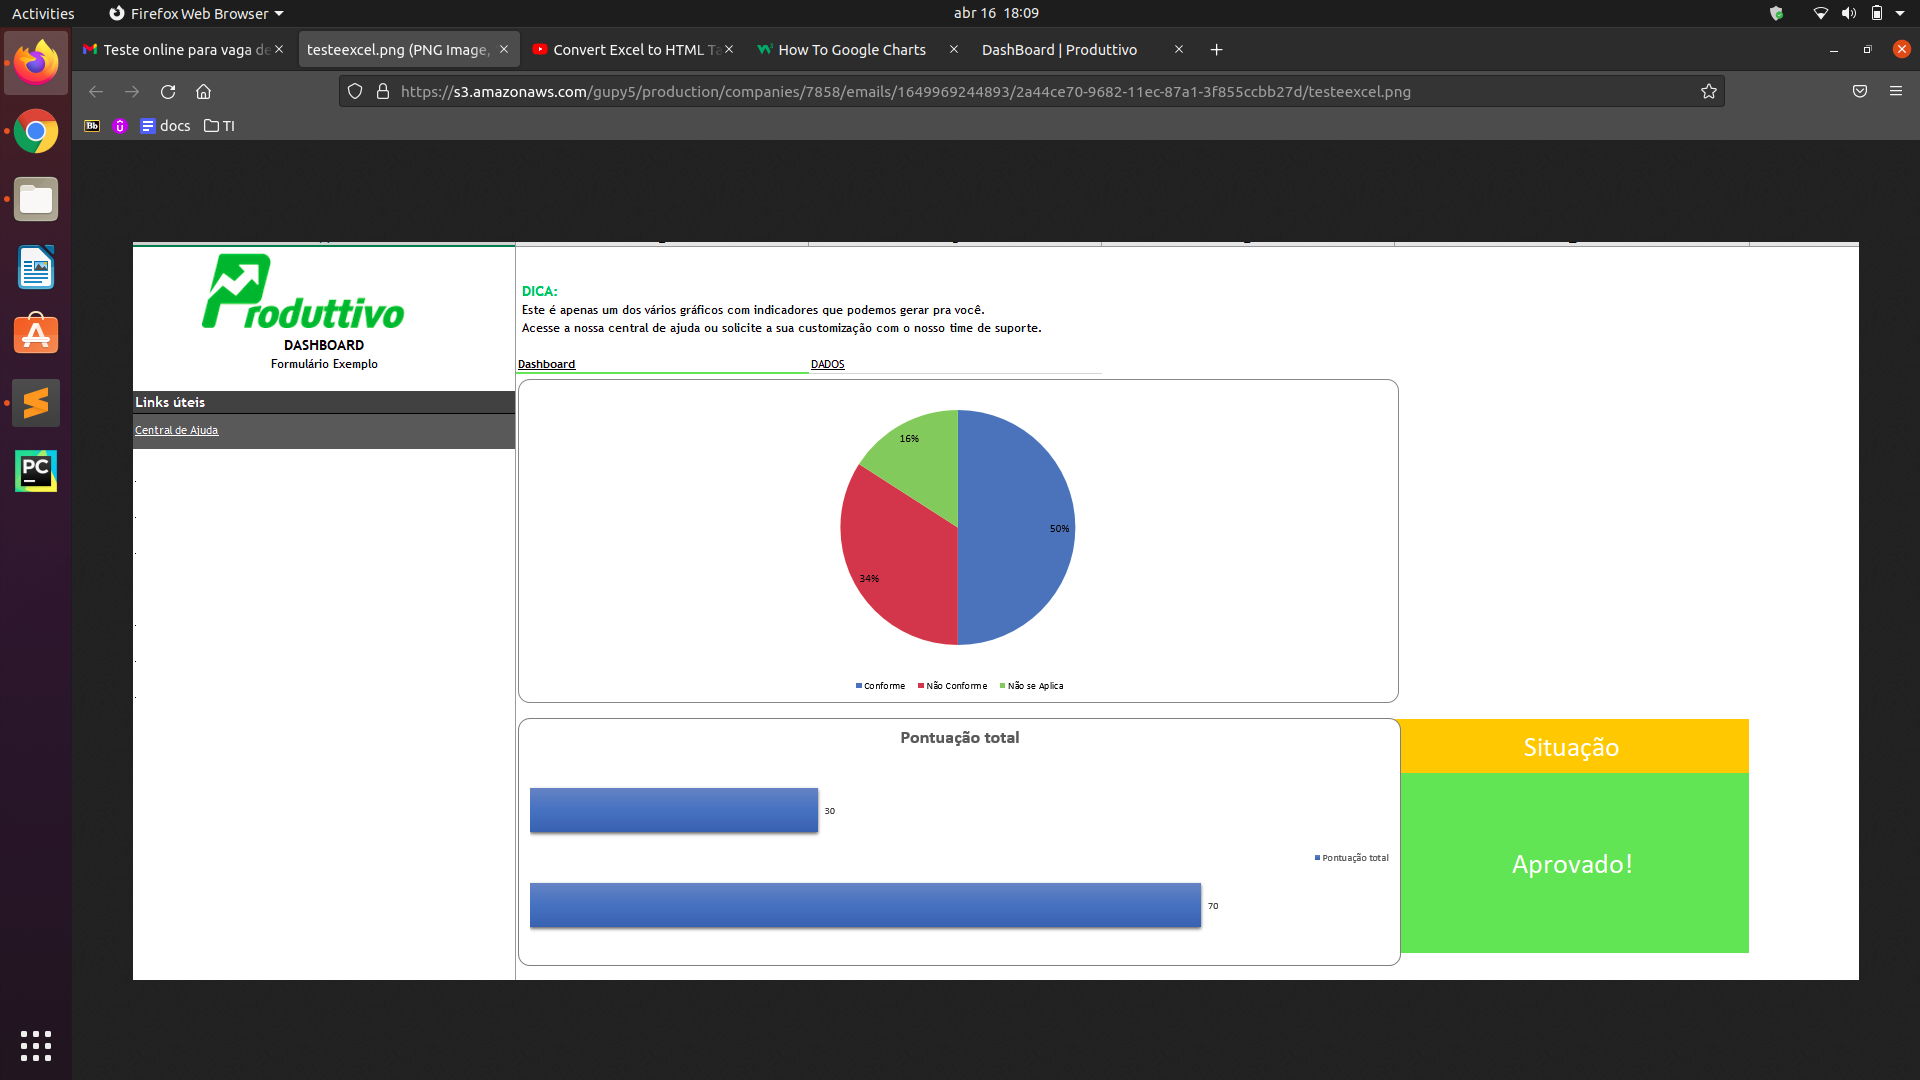 Activities
Firefox Web Browser
abr 16 18:09
Teste online para vaga de
testeexcel.png (PNG Image,
Convert Excel to HTML Ta
How To Google Charts
DashBoard | Produttivo
https://s3.amazonaws.com/gupy5/production/companies/7858/emails/1649969244893/2a44ce70-9682-11ec-87a1-3f855ccbb27d/testeexcel.png
Bb
û
docs
TI
Produttivo
DASHBOARD
Formulário Exemplo
Links úteis
Central de Ajuda
DICA:
Este é apenas um dos vários gráficos com indicadores que podemos gerar pra você.
Acesse a nossa central de ajuda ou solicite a sua customização com o nosso time de suporte.
Dashboard
DADOS
16%
50%
34%
Conforme
Não Conforme
Não se Aplica
Pontuação total
30
Pontuação total
70
Situação
Aprovado!
PC